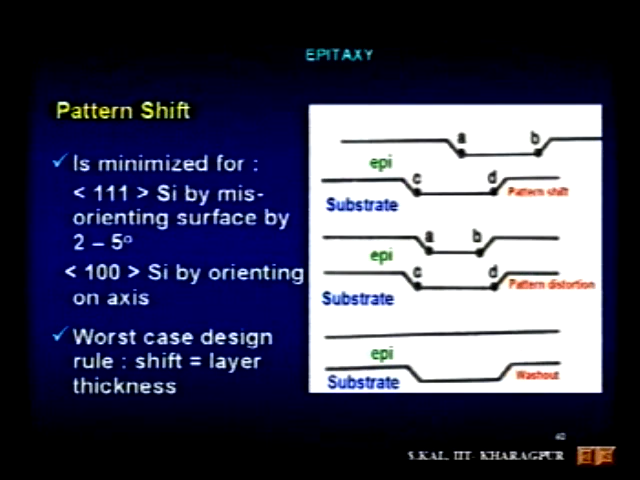 EPITAXY
Pattern Shift
✓ Is minimized for :
< 111 > Si by mis-
orienting surface by
2 – 5º
< 100 > Si by orienting
on axis
✓ Worst case design
rule : shift = layer
thickness
a b
epi
c d
Pattern shift
Substrate
a b
epi
c d
Pattern distortion
Substrate
epi
Washout
Substrate
S.KAL, IIT- KHARAGPUR